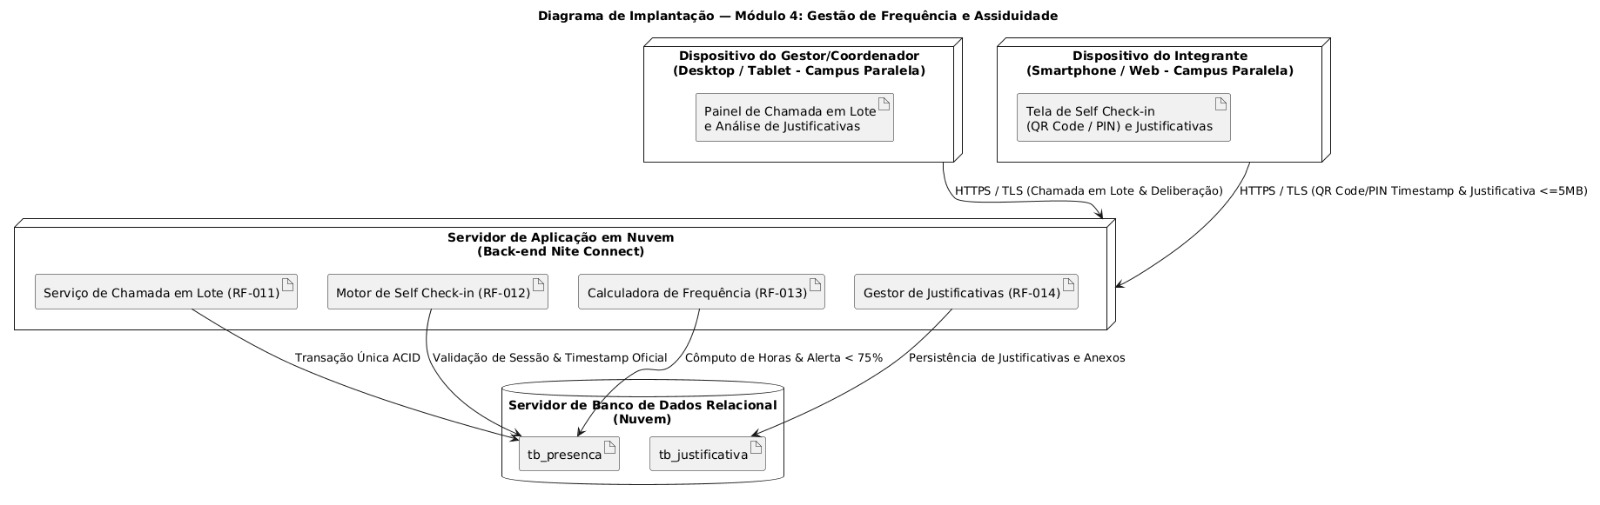 Diagrama de Implantação — Módulo 4: Gestão de Frequência e Assiduidade
Dispositivo do Gestor/Coordenador
(Desktop / Tablet - Campus Paralela)
Painel de Chamada em Lote
e Análise de Justificativas
Dispositivo do Integrante
(Smartphone / Web - Campus Paralela)
Tela de Self Check-in
(QR Code / PIN) e Justificativas
HTTPS / TLS (Chamada em Lote & Deliberação)
HTTPS / TLS (QR Code/PIN Timestamp & Justificativa <=5MB)
Servidor de Aplicação em Nuvem
(Back-end Nite Connect)
Serviço de Chamada em Lote (RF-011)
Motor de Self Check-in (RF-012)
Calculadora de Frequência (RF-013)
Gestor de Justificativas (RF-014)
Transação Única ACID
Validação de Sessão & Timestamp Oficial
Cômputo de Horas & Alerta < 75%
Persistência de Justificativas e Anexos
Servidor de Banco de Dados Relacional
(Nuvem)
tb_presenca
tb_justificativa